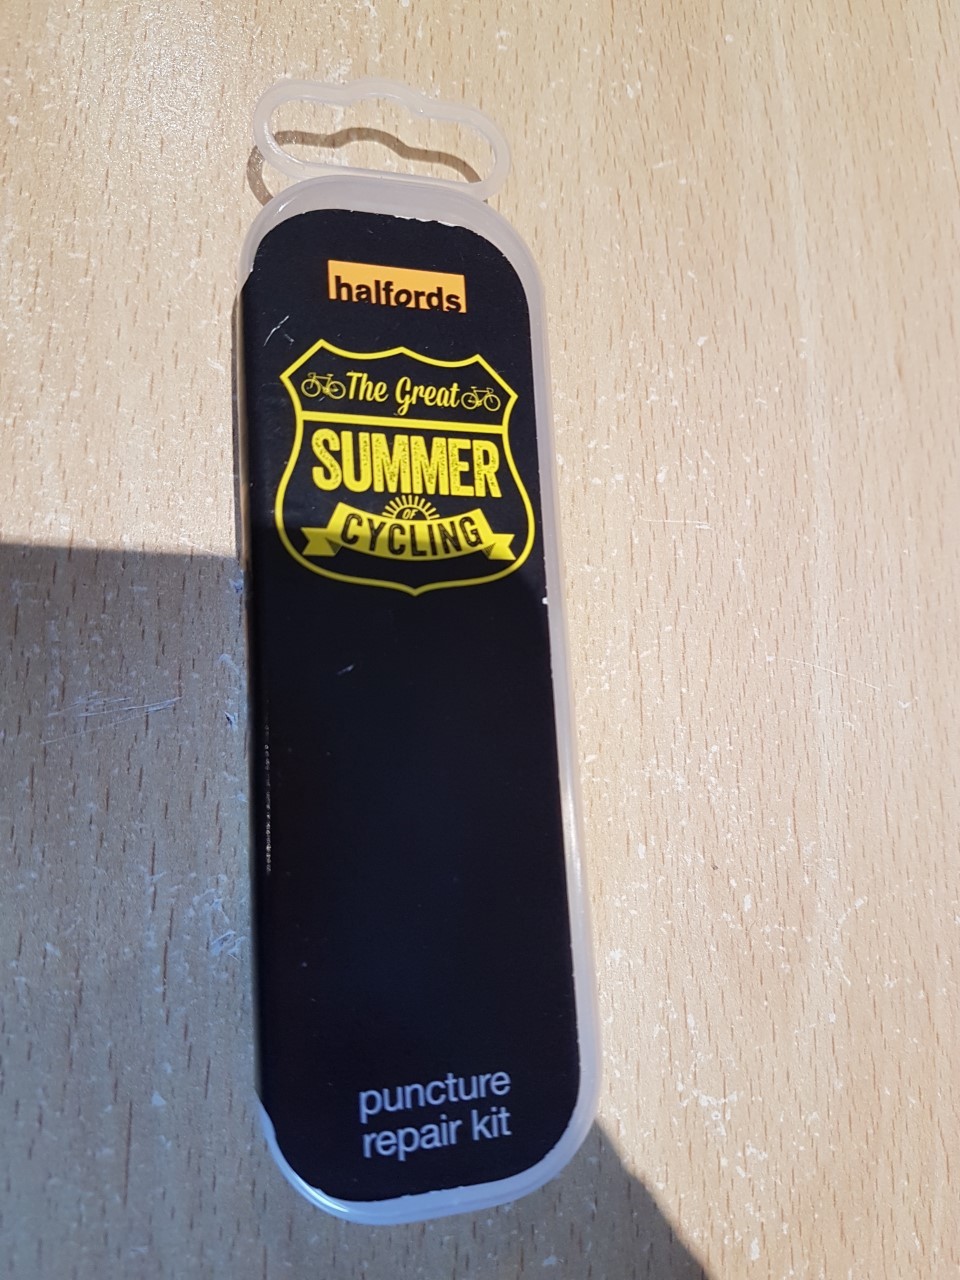 halfords
The Great
SUMMER
OF
CYCLING
puncture
repair kit